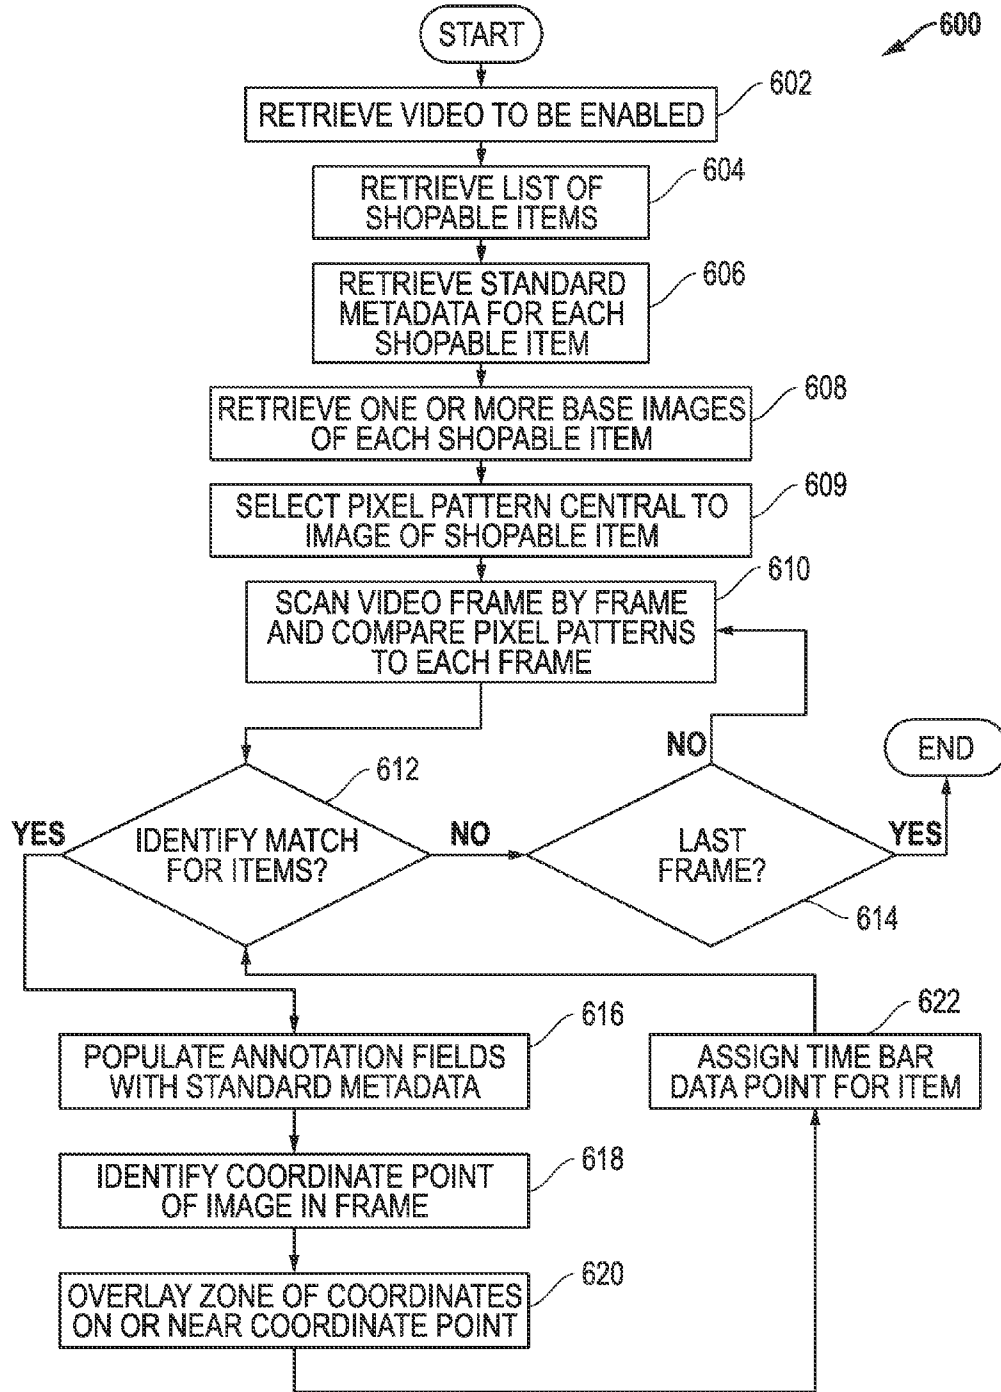 START
600
602
RETRIEVE VIDEO TO BE ENABLED
604
RETRIEVE LIST OF
SHOPABLE ITEMS
606
RETRIEVE STANDARD
METADATA FOR EACH
SHOPABLE ITEM
608
RETRIEVE ONE OR MORE BASE IMAGES
OF EACH SHOPABLE ITEM
609
SELECT PIXEL PATTERN CENTRAL TO
IMAGE OF SHOPABLE ITEM
610
SCAN VIDEO FRAME BY FRAME
AND COMPARE PIXEL PATTERNS
TO EACH FRAME
NO
END
612
YES
IDENTIFY MATCH
FOR ITEMS?
NO
LAST
FRAME?
YES
614
616
POPULATE ANNOTATION FIELDS
WITH STANDARD METADATA
622
ASSIGN TIME BAR
DATA POINT FOR ITEM
618
IDENTIFY COORDINATE POINT
OF IMAGE IN FRAME
620
OVERLAY ZONE OF COORDINATES
ON OR NEAR COORDINATE POINT